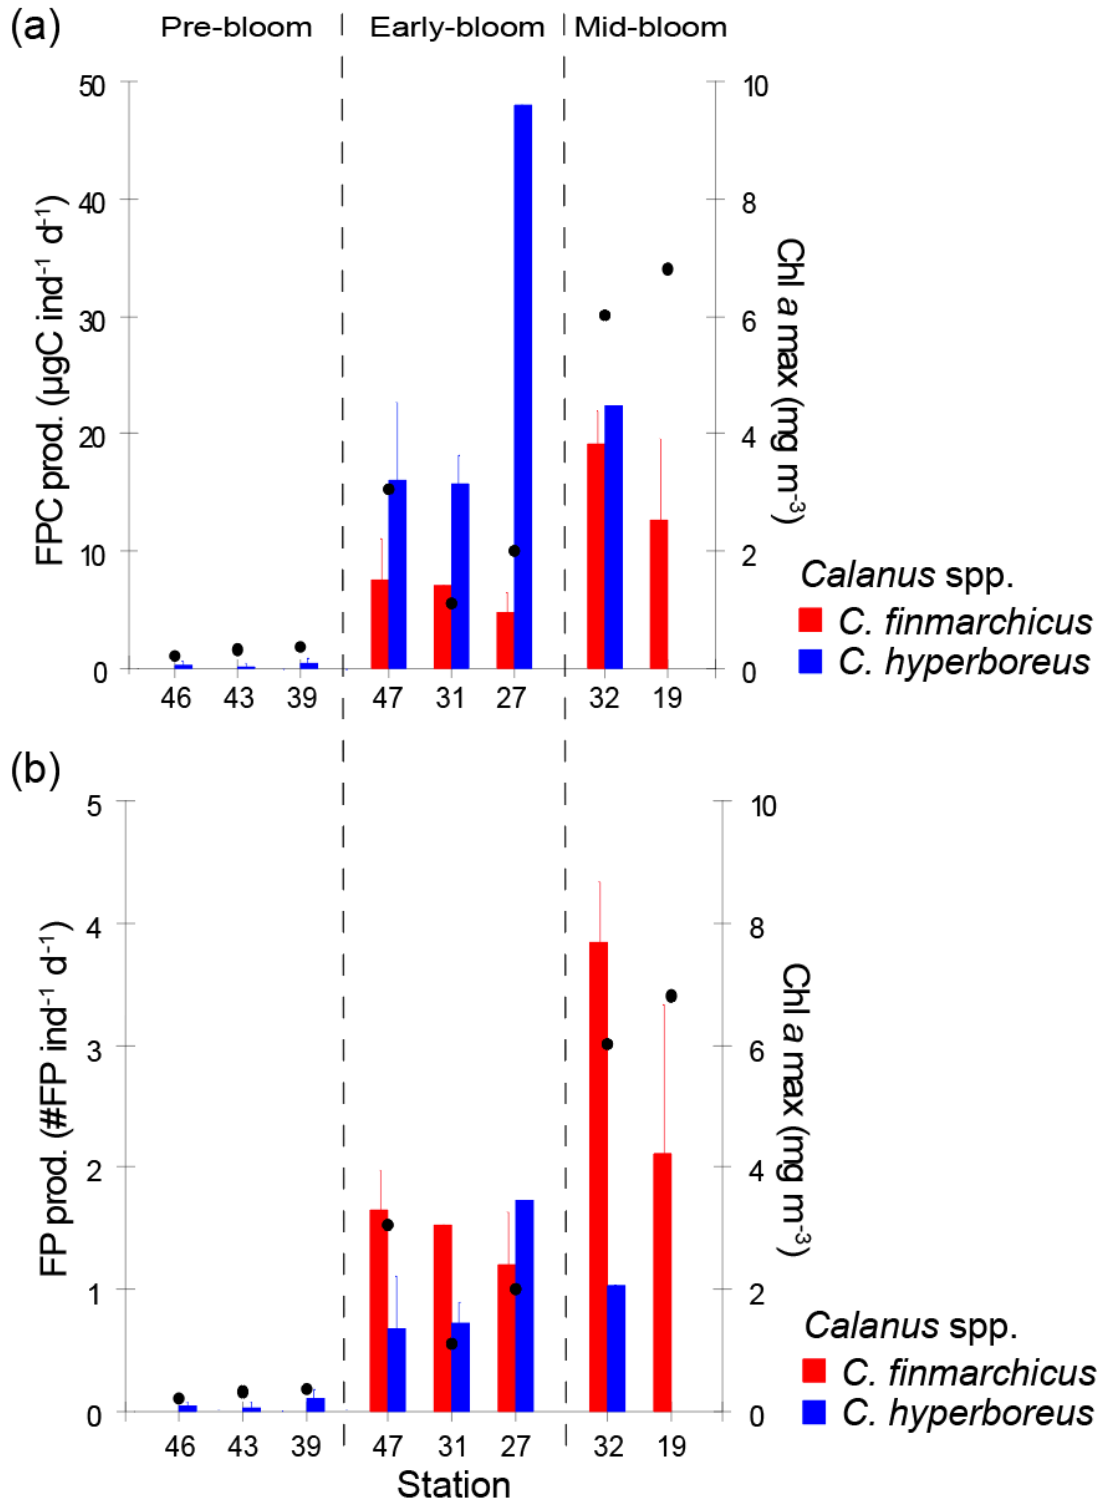 (a)
Pre-bloom Early-bloom Mid-bloom
50 10
40 8
30 6
20 4
10 2
0 0
FPC prod. (µgC ind⁻¹ d⁻¹)
Chl a max (mg m⁻³)
46 43 39 47 31 27 32 19
Calanus spp.
C. finmarchicus
C. hyperboreus
(b)
5 10
4 8
3 6
2 4
1 2
0 0
FP prod. (#FP ind⁻¹ d⁻¹)
Chl a max (mg m⁻³)
46 43 39 47 31 27 32 19
Station
Calanus spp.
C. finmarchicus
C. hyperboreus